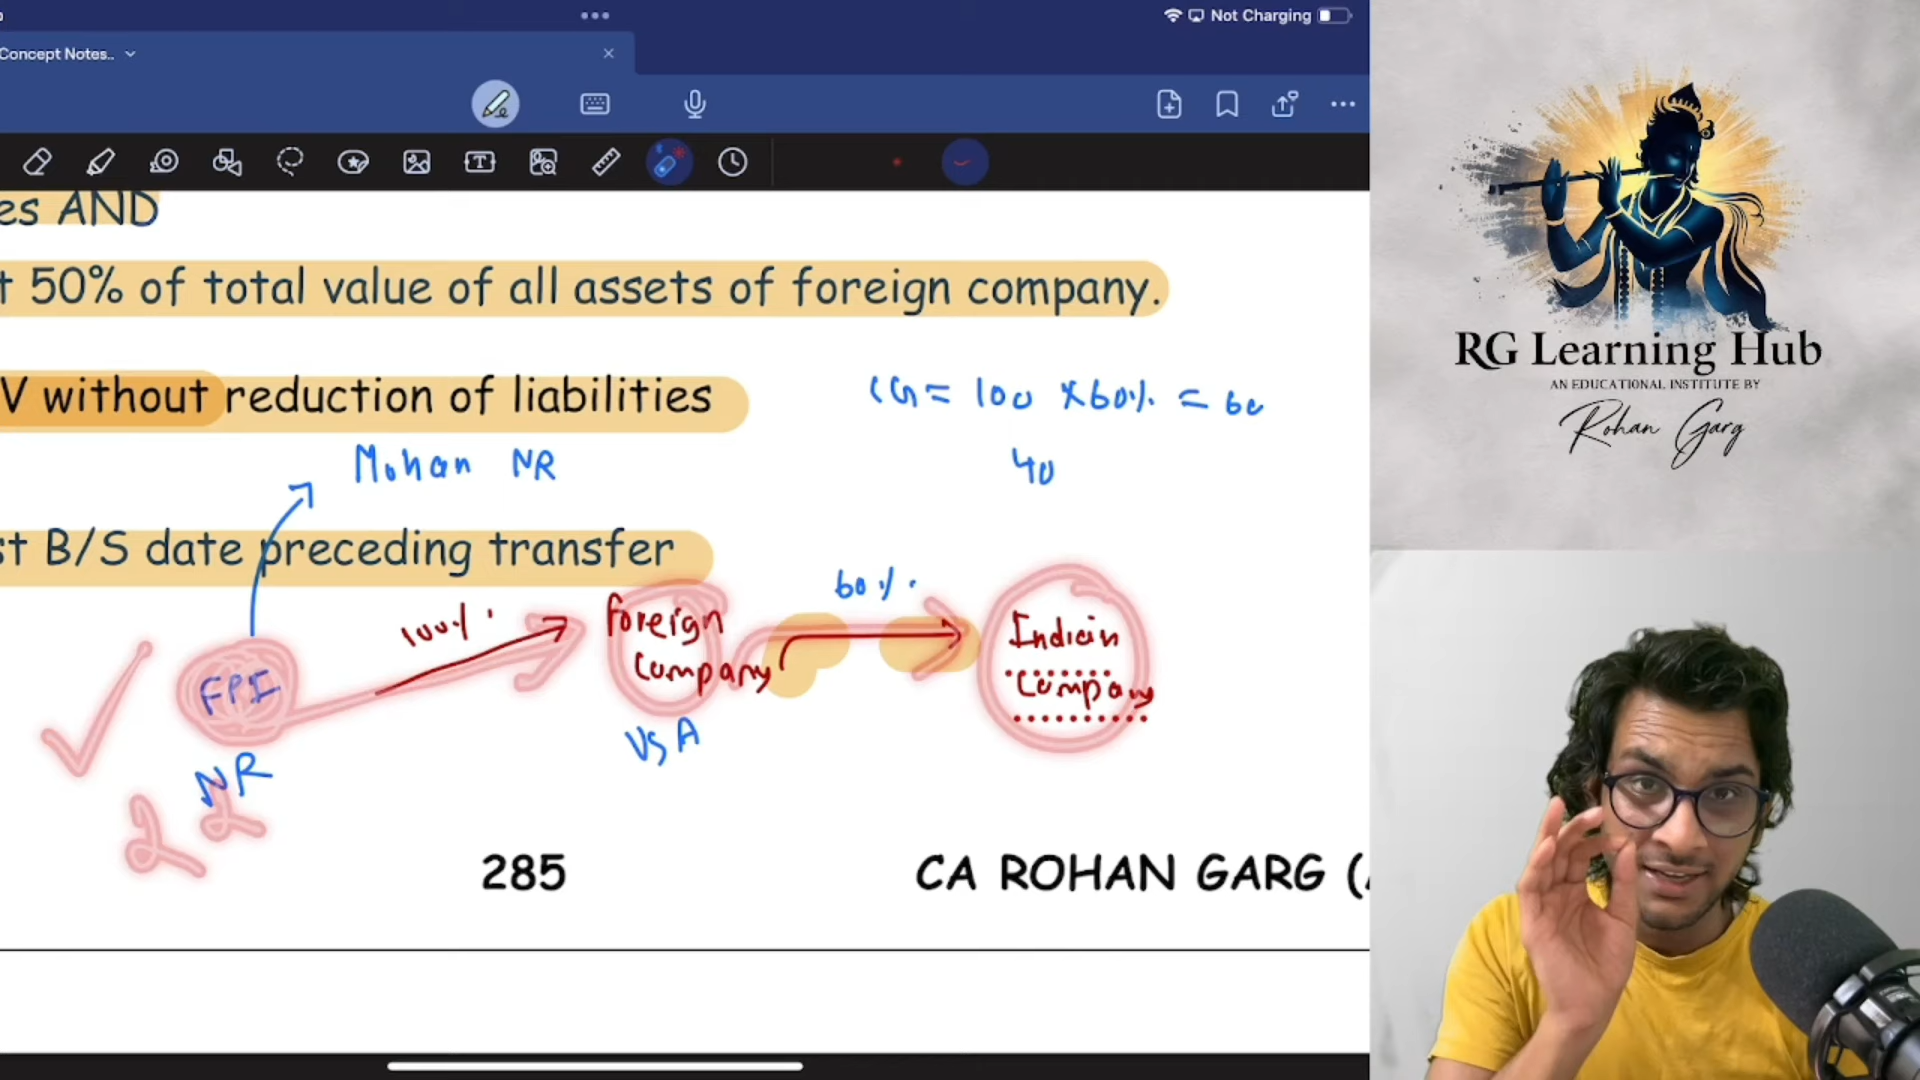 Not Charging
Concept Notes..
es AND
t 50% of total value of all assets of foreign company.
V without reduction of liabilities
CG = 100 x 60% = 60
40
Mohan NR
st B/S date preceding transfer
100%.
Foreign
Company
USA
60%.
Indian
Company
FPI
NR
22
285
CA ROHAN GARG (
RG Learning Hub
AN EDUCATIONAL INSTITUTE BY
Rohan Garg